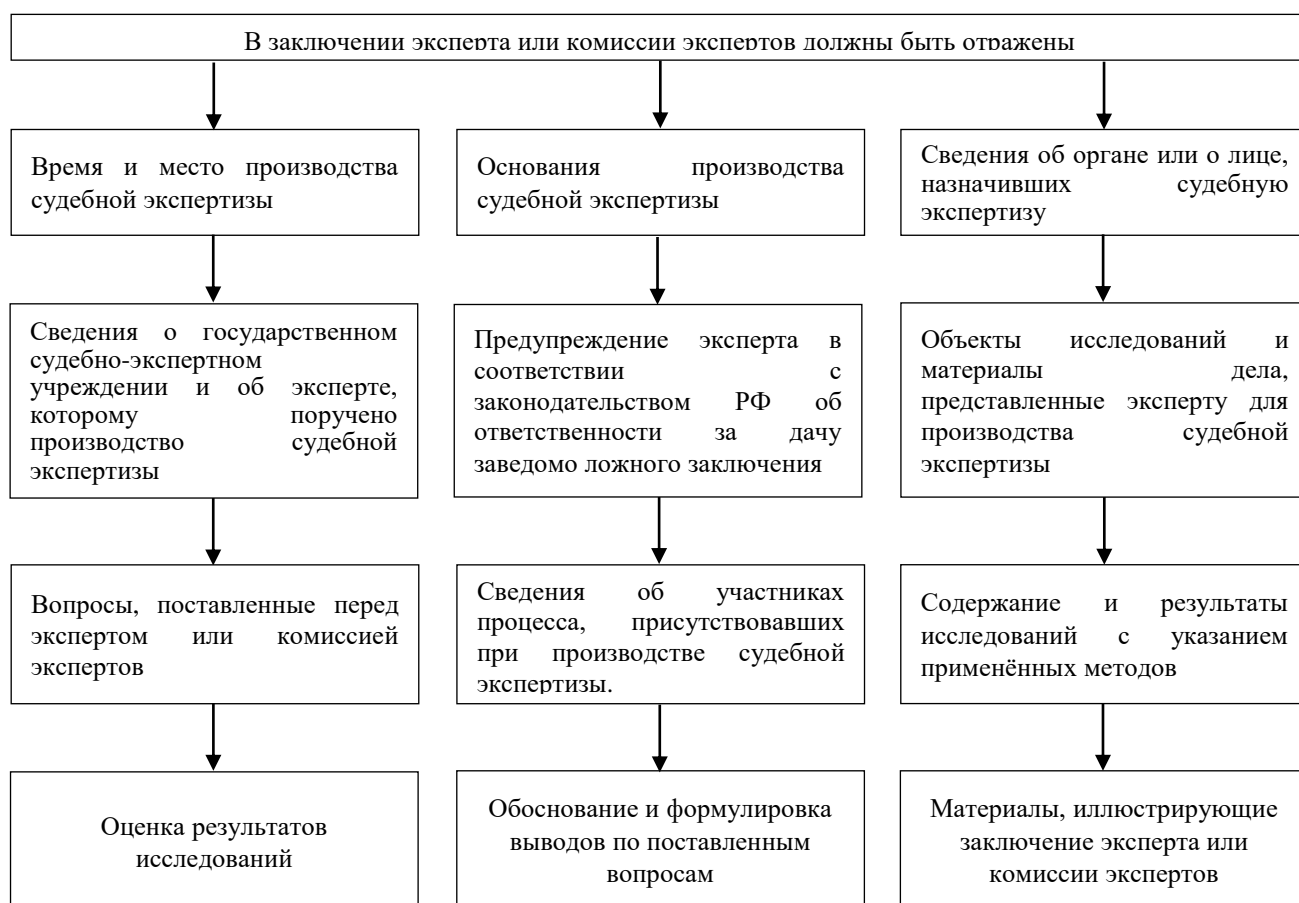 В заключении эксперта или комиссии экспертов должны быть отражены
Время и место производства
судебной экспертизы
Основания производства
судебной экспертизы
Сведения об органе или о лице,
назначивших судебную
экспертизу
Сведения о государственном
судебно-экспертном
учреждении и об эксперте,
которому поручено
производство судебной
экспертизы
Предупреждение эксперта в
соответствии с
законодательством РФ об
ответственности за дачу
заведомо ложного заключения
Объекты исследований и
материалы дела,
представленные эксперту для
производства судебной
экспертизы
Вопросы, поставленные перед
экспертом или комиссией
экспертов
Сведения об участниках
процесса, присутствовавших
при производстве судебной
экспертизы.
Содержание и результаты
исследований с указанием
применённых методов
Оценка результатов
исследований
Обоснование и формулировка
выводов по поставленным
вопросам
Материалы, иллюстрирующие
заключение эксперта или
комиссии экспертов